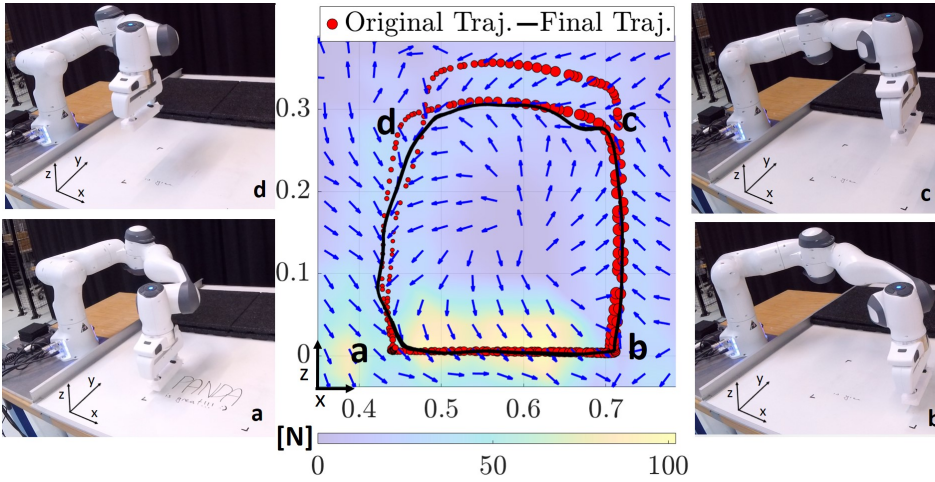 Original Traj. Final Traj.
d
c
a
b
0.3
0.2
0.1
0
z
x
0.4 0.5 0.6 0.7
[N]
0 50 100
z
y
x
d
z
y
x
c
PANDA
z
y
x
a
z
y
x
b